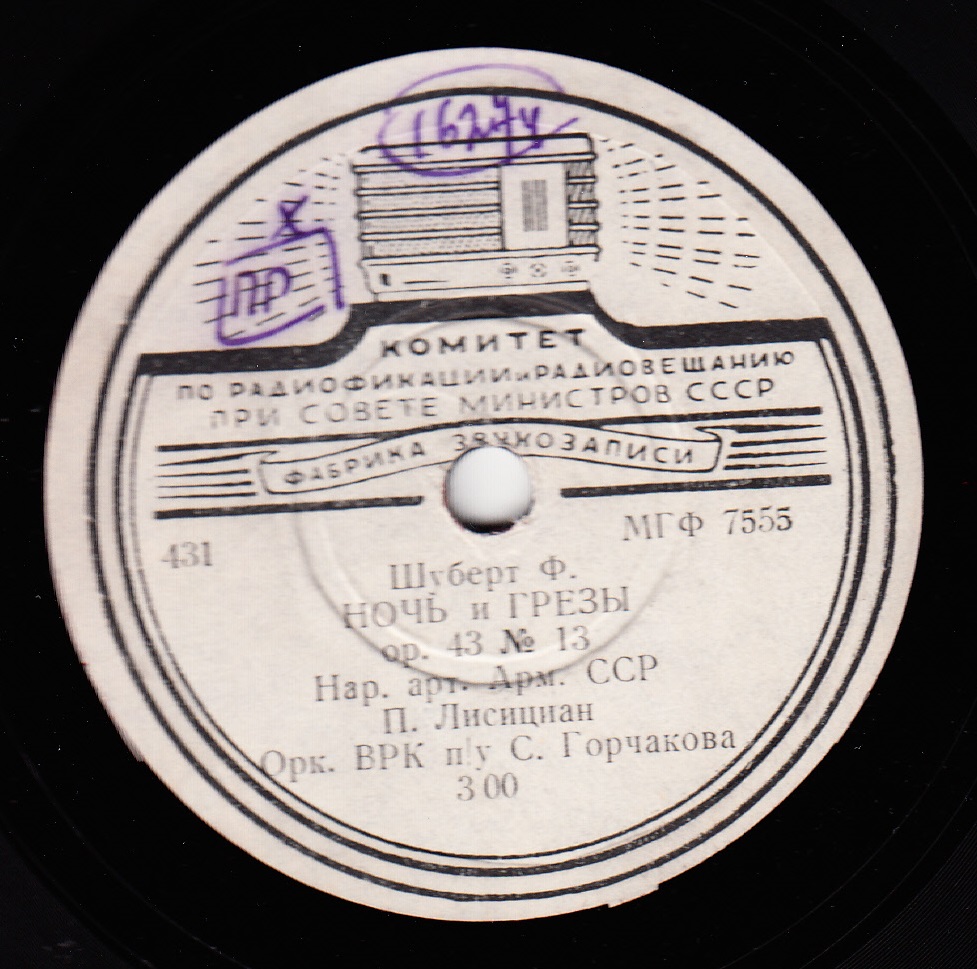 1627у
ПР
КОМИТЕТ
ПО РАДИОФИКАЦИИ и РАДИОВЕЩАНИЮ
ПРИ СОВЕТЕ МИНИСТРОВ СССР
ФАБРИКА ЗВУКОЗАПИСИ
МГФ 7555
431
Шуберт Ф.
НОЧЬ и ГРЕЗЫ
ор. 43 № 13
Нар. арт. Арм. ССР
П. Лисициан
Орк. ВРК п/у С. Горчакова
3 00